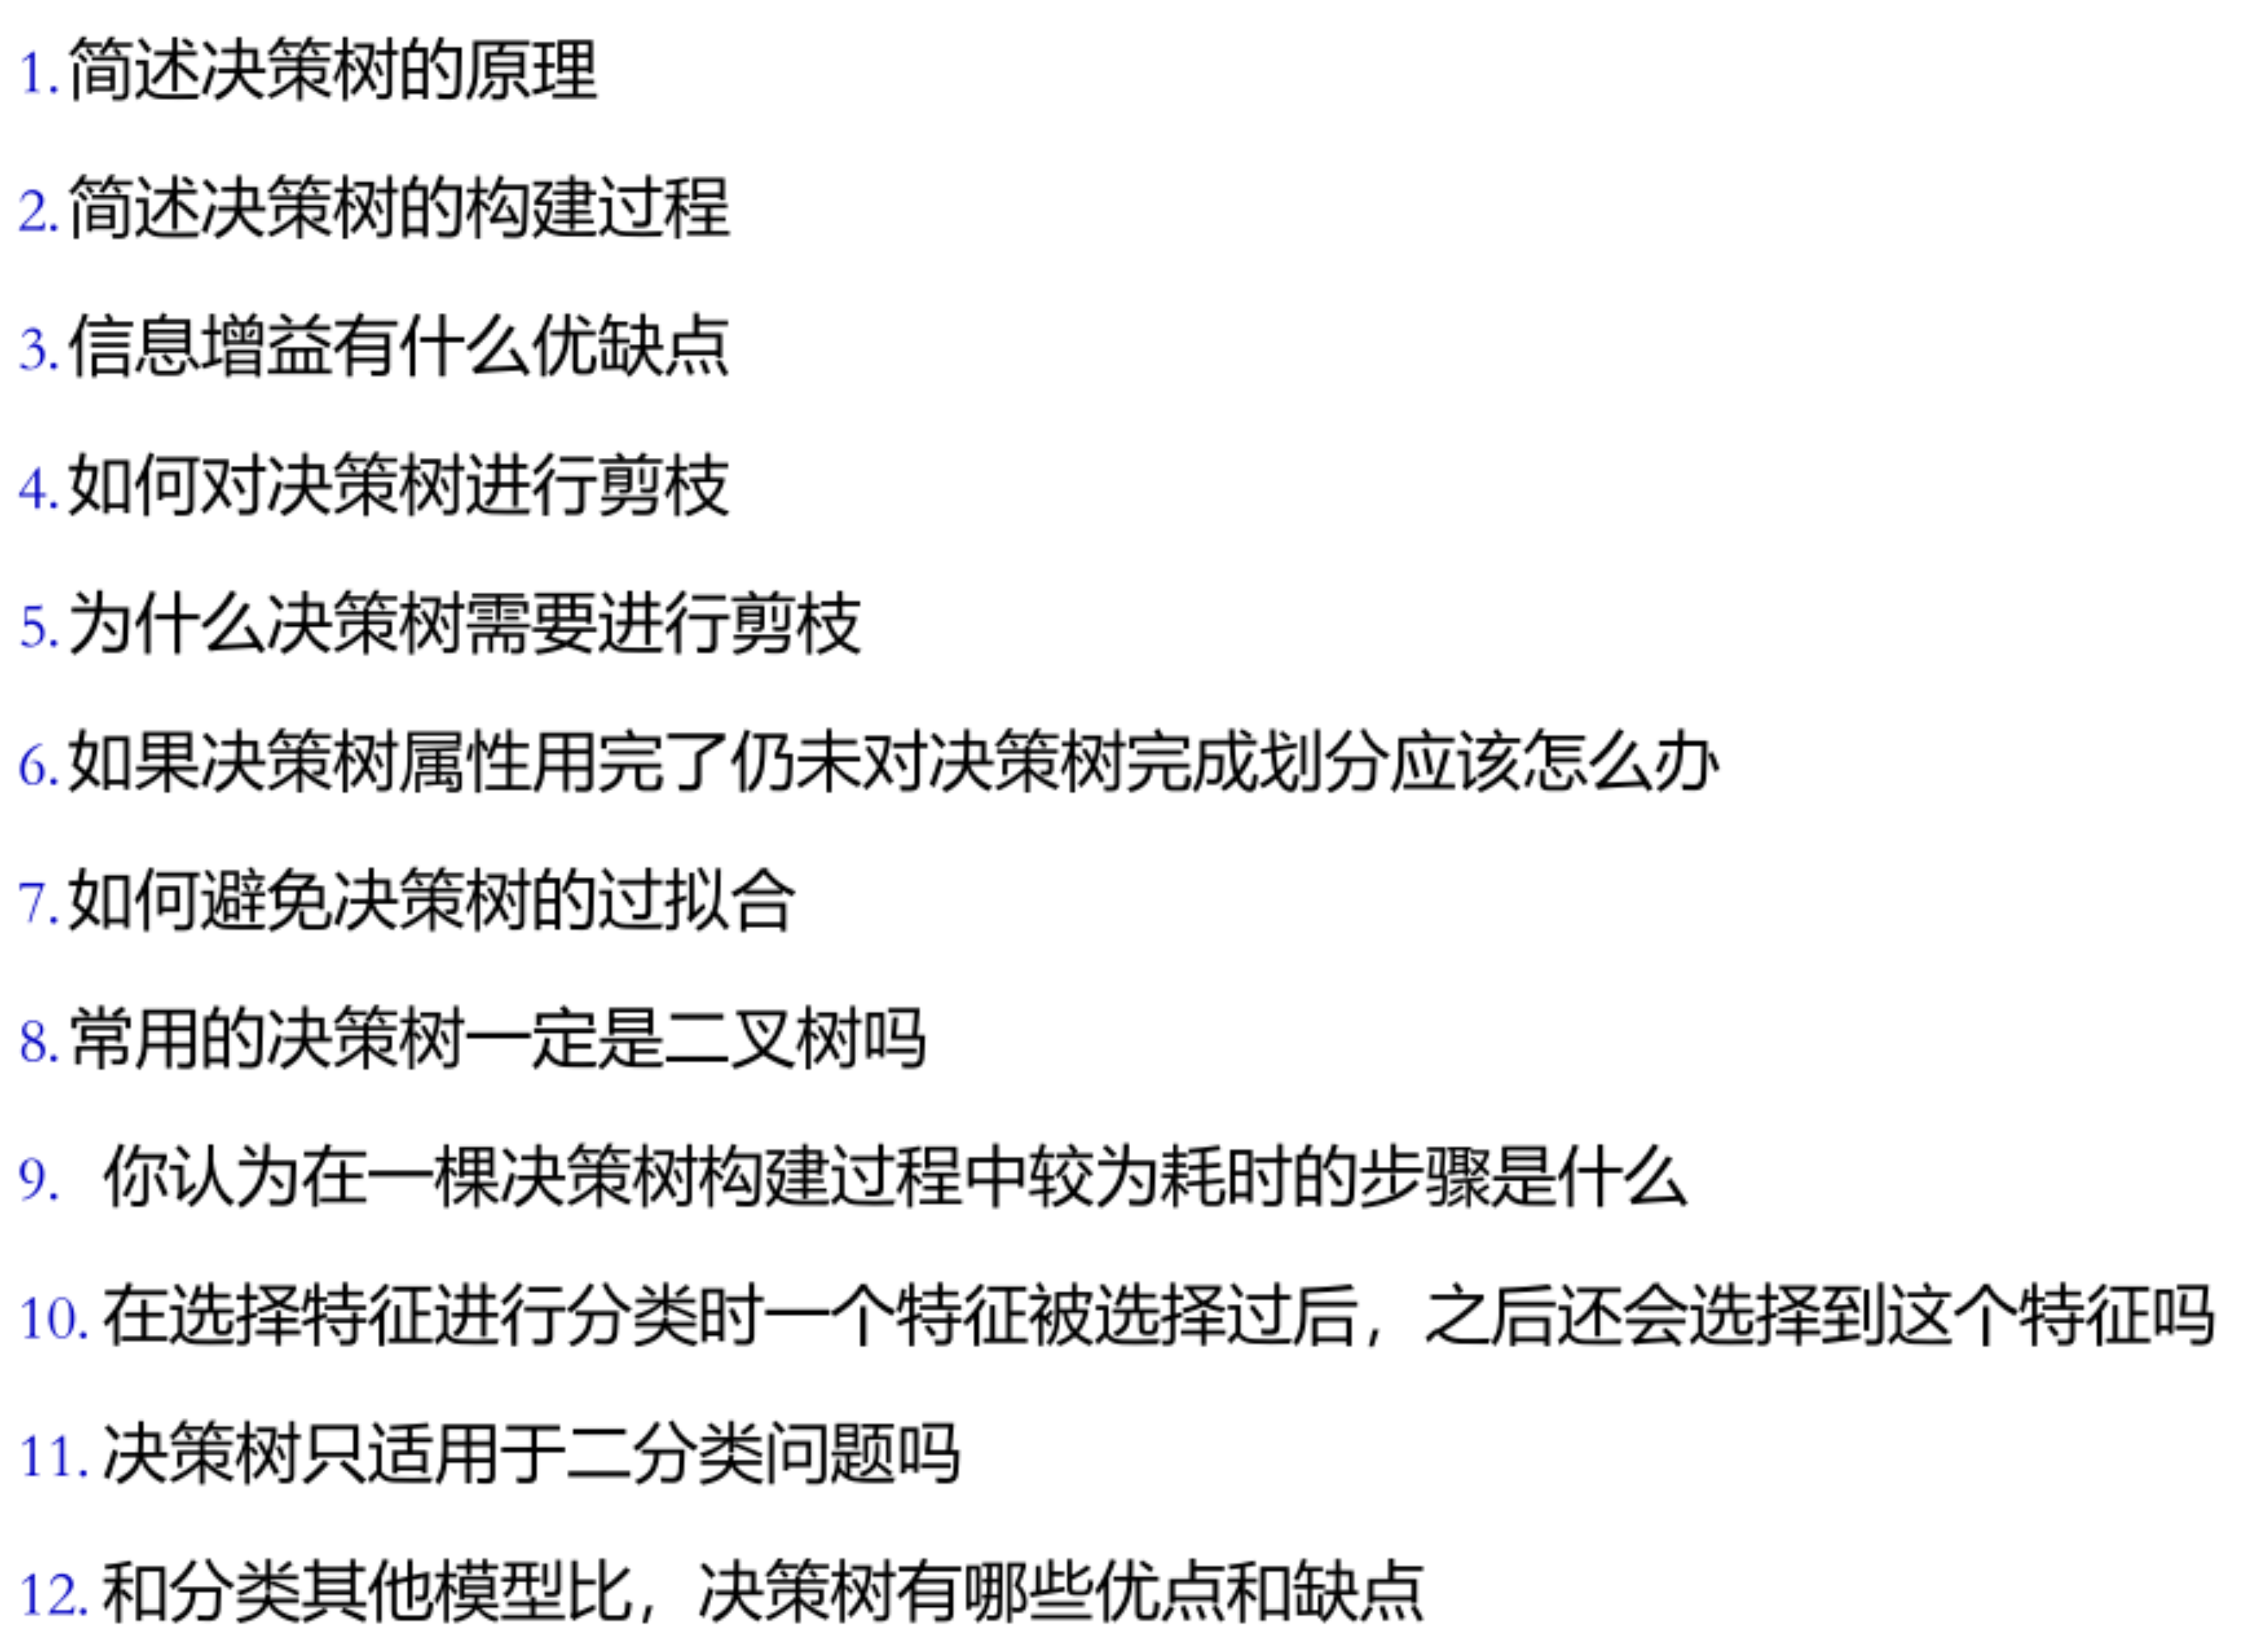 1. 简述决策树的原理
2. 简述决策树的构建过程
3. 信息增益有什么优缺点
4. 如何对决策树进行剪枝
5. 为什么决策树需要进行剪枝
6. 如果决策树属性用完了仍未对决策树完成划分应该怎么办
7. 如何避免决策树的过拟合
8. 常用的决策树一定是二叉树吗
9. 你认为在一棵决策树构建过程中较为耗时的步骤是什么
10. 在选择特征进行分类时一个特征被选择过后，之后还会选择到这个特征吗
11. 决策树只适用于二分类问题吗
12. 和分类其他模型比，决策树有哪些优点和缺点